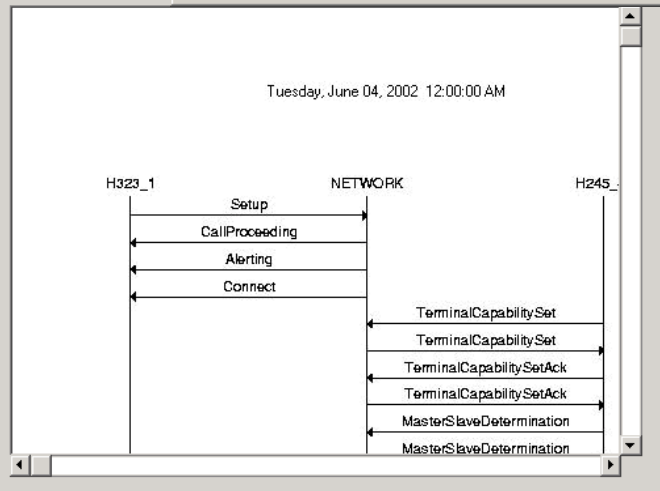 Tuesday, June 04, 2002 12:00:00 AM
H323_1 NETWORK H245_
Setup
CallProceeding
Alerting
Connect
TerminalCapabilitySet
TerminalCapabilitySet
TerminalCapabilitySetAck
TerminalCapabilitySetAck
MasterSlaveDetermination
MasterSlaveDetermination